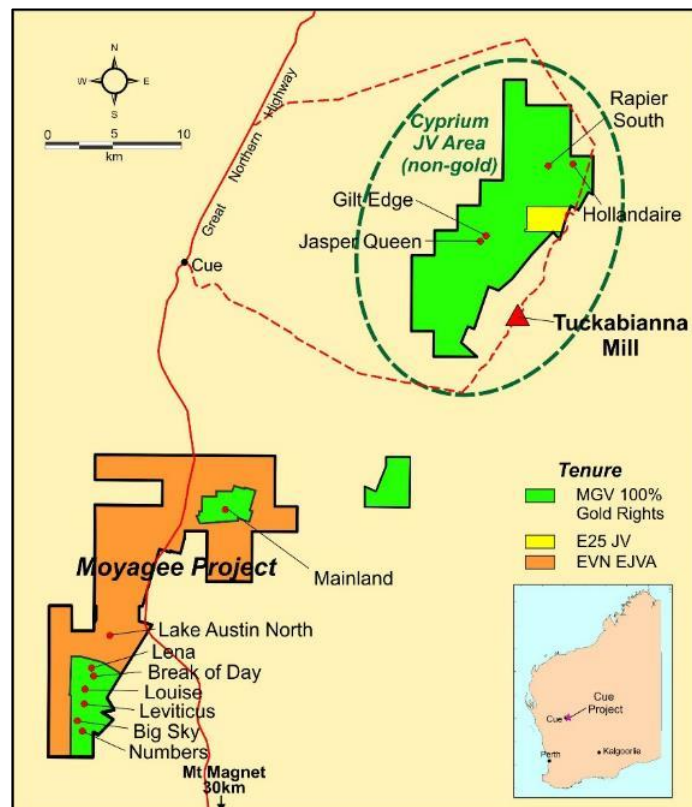 N
W E
S
0 5 10
km
Great Northern Highway
Cyprium
JV Area
(non-gold)
Rapier
South
Gilt Edge
Jasper Queen
Hollandaire
Cue
Tuckabianna
Mill
Tenure
MGV 100%
Gold Rights
E25 JV
EVN EJVA
Moyagee Project
Mainland
Lake Austin North
Lena
Break of Day
Louise
Leviticus
Big Sky
Numbers
Mt Magnet
30km
Cue
Project
Cue
Perth
Kalgoorlie